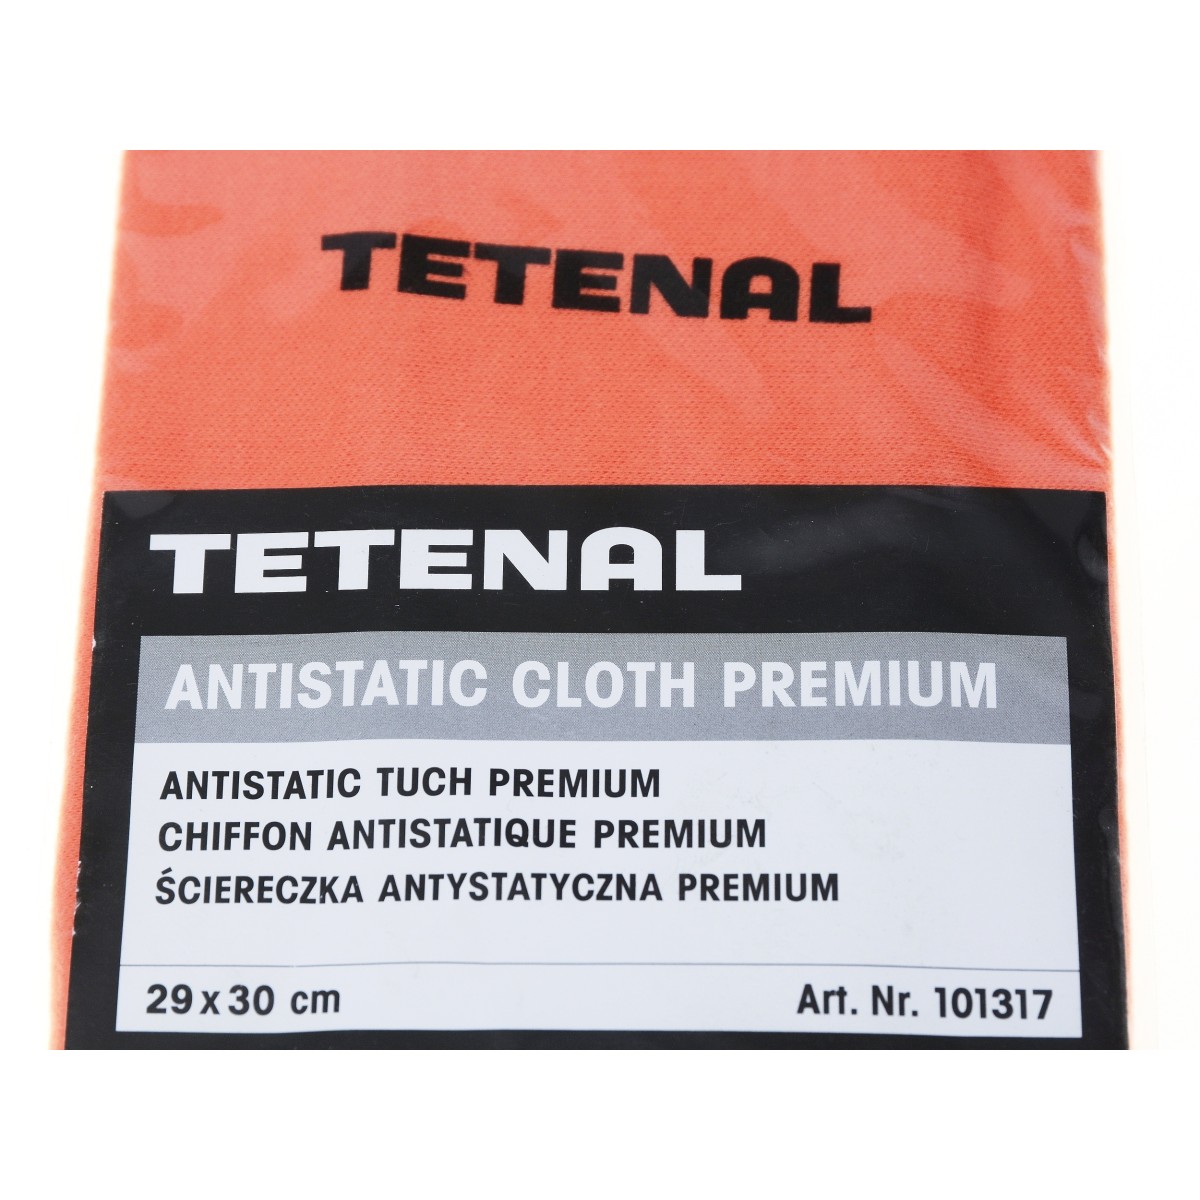 TETENAL
TETENAL
ANTISTATIC CLOTH PREMIUM
ANTISTATIC TUCH PREMIUM
CHIFFON ANTISTATIQUE PREMIUM
ŚCIERECZKA ANTYSTATYCZNA PREMIUM
29 x 30 cm Art. Nr. 101317